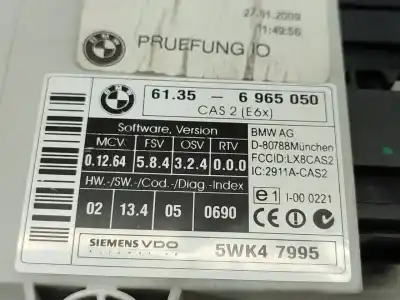 27.01.2009
11:49:56
PRUEFUNG IO
61.35 - 6 965 050
CAS 2 (E6x)
Software, Version
MCV FSV OSV RTV
0.12.64 5.8.4 3.2.4 0.0.0
HW.-/SW.-/Cod.-/Diag.-Index
02 13.4 05 0690
BMW AG
D-80788München
FCCID:LX8CAS2
IC:2911A-CAS2
e1 1-00 0221
CE
SIEMENS VDO
5WK4 7995